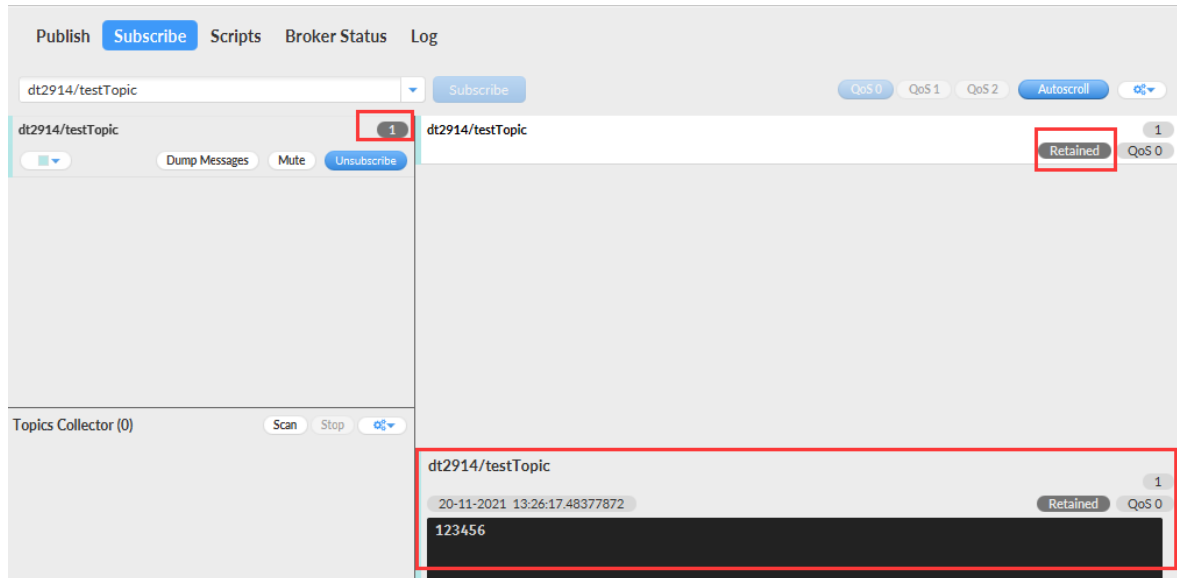 Publish Subscribe Scripts Broker Status Log
dt2914/testTopic Subscribe QoS 0 QoS 1 QoS 2 Autoscroll
dt2914/testTopic 1
Dump Messages Mute Unsubscribe
dt2914/testTopic 1
Retained QoS 0
Topics Collector (0) Scan Stop
dt2914/testTopic
1
20-11-2021 13:26:17.48377872 Retained QoS 0
123456